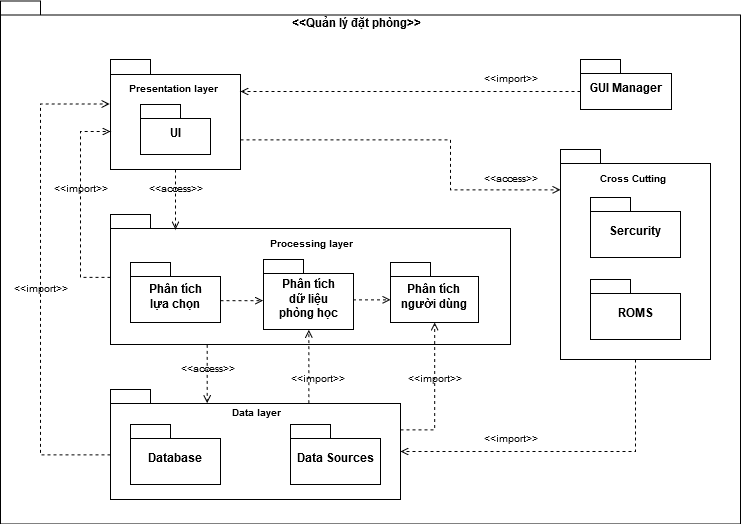 <<Quản lý đặt phòng>>
<<import>>
GUI Manager
Presentation layer
UI
<<import>>
<<access>>
<<access>>
Cross Cutting
Sercurity
ROMS
Processing layer
Phân tích
lựa chọn
Phân tích
dữ liệu
phòng học
Phân tích
người dùng
<<import>>
<<access>>
<<import>>
<<import>>
Data layer
Database
Data Sources
<<import>>